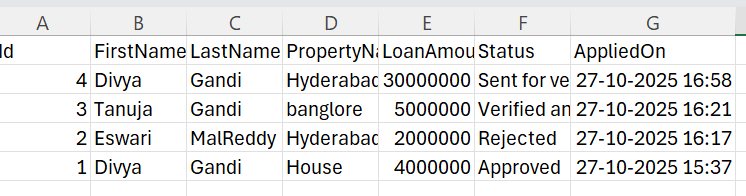 A B C D E F G
Id FirstName LastName PropertyNa LoanAmou Status AppliedOn
4 Divya Gandi Hyderabad 30000000 Sent for ve 27-10-2025 16:58
3 Tanuja Gandi banglore 5000000 Verified an 27-10-2025 16:21
2 Eswari MalReddy Hyderabad 2000000 Rejected 27-10-2025 16:17
1 Divya Gandi House 4000000 Approved 27-10-2025 15:37